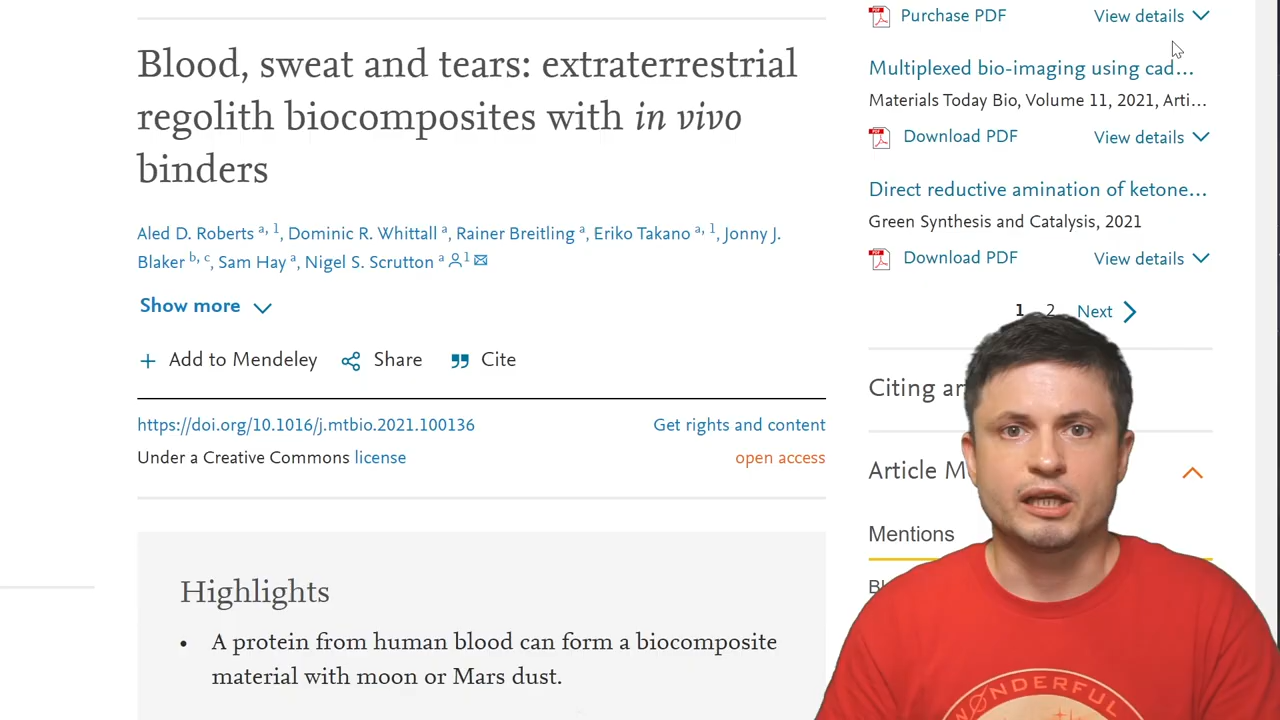 Blood, sweat and tears: extraterrestrial
regolith biocomposites with in vivo
binders
Aled D. Roberts a, 1, Dominic R. Whittall a, Rainer Breitling a, Eriko Takano a, 1, Jonny J.
Blaker b, c, Sam Hay a, Nigel S. Scrutton a 1
Show more
+ Add to Mendeley Share Cite
https://doi.org/10.1016/j.mtbio.2021.100136 Get rights and content
Under a Creative Commons license open access
Highlights
• A protein from human blood can form a biocomposite
material with moon or Mars dust.
Purchase PDF View details
Multiplexed bio-imaging using cad...
Materials Today Bio, Volume 11, 2021, Arti...
Download PDF View details
Direct reductive amination of ketone...
Green Synthesis and Catalysis, 2021
Download PDF View details
1 2 Next
Citing ar
Article M
Mentions
WØNDERFUL